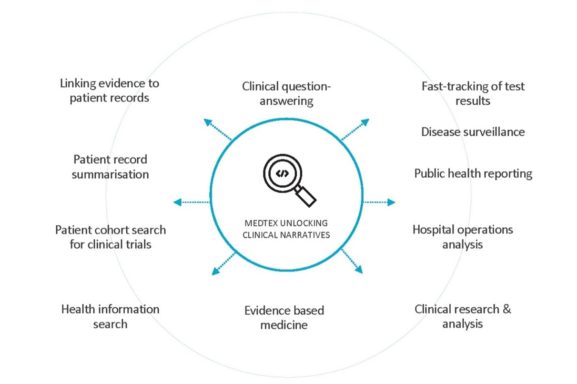 Linking evidence to
patient records
Clinical question-
answering
Fast-tracking of test
results
Disease surveillance
Patient record
summarisation
</>
Public health reporting
MEDTEX UNLOCKING
CLINICAL NARRATIVES
Patient cohort search
for clinical trials
Hospital operations
analysis
Health information
search
Evidence based
medicine
Clinical research &
analysis